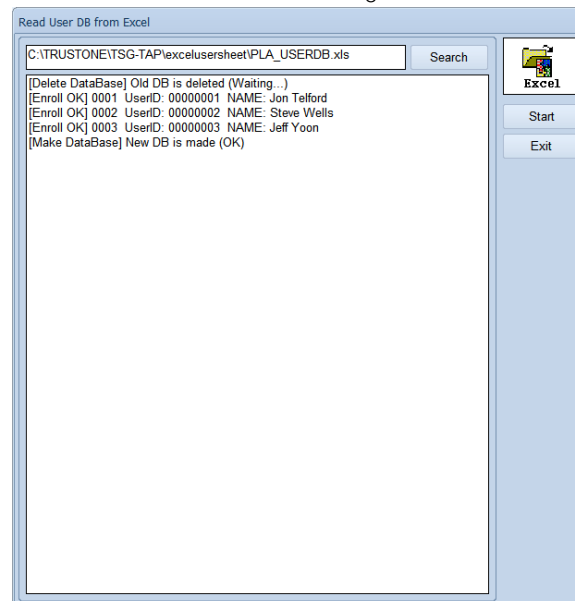 Read User DB from Excel
C:\TRUSTONE\TSG-TAP\excelusersheet\PLA_USERDB.xls
Search
Excel
[Delete DataBase] Old DB is deleted (Waiting...)
[Enroll OK] 0001 UserID: 00000001 NAME: Jon Telford
[Enroll OK] 0002 UserID: 00000002 NAME: Steve Wells
[Enroll OK] 0003 UserID: 00000003 NAME: Jeff Yoon
[Make DataBase] New DB is made (OK)
Start
Exit